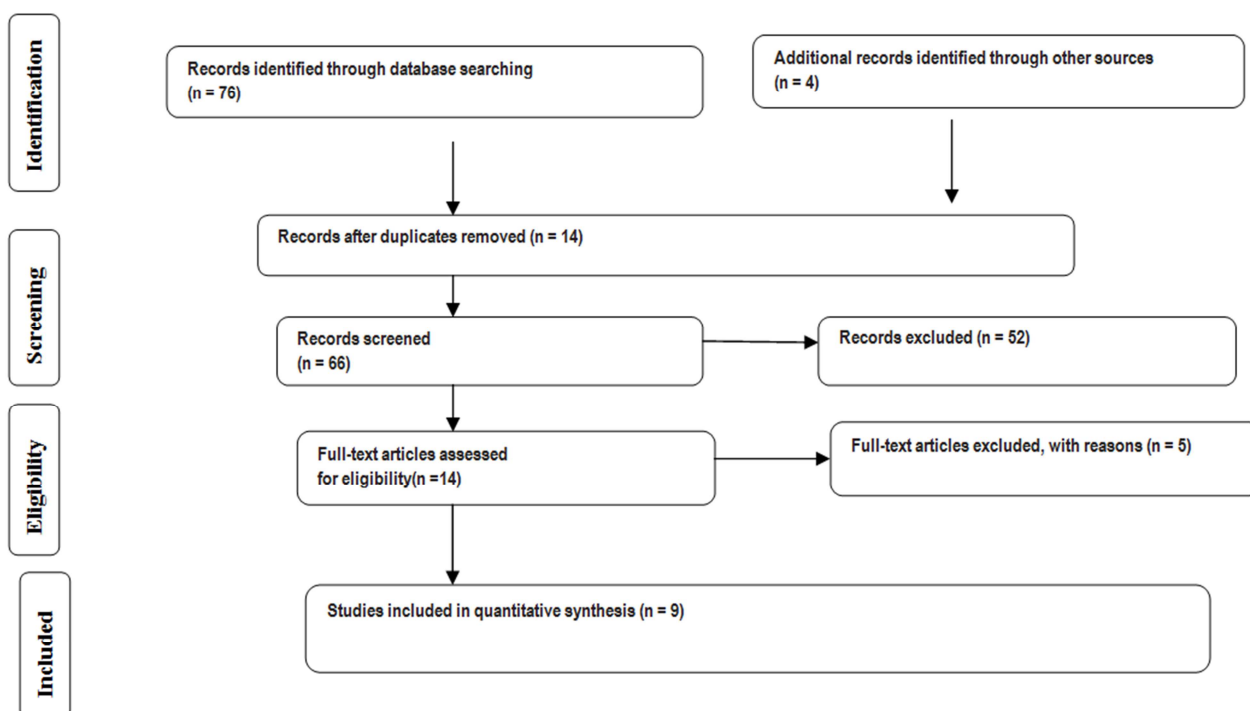 Identification
Records identified through database searching
(n = 76)
Additional records identified through other sources
(n = 4)
Screening
Records after duplicates removed (n = 14)
Records screened
(n = 66)
Records excluded (n = 52)
Eligibility
Full-text articles assessed
for eligibility(n =14)
Full-text articles excluded, with reasons (n = 5)
Included
Studies included in quantitative synthesis (n = 9)